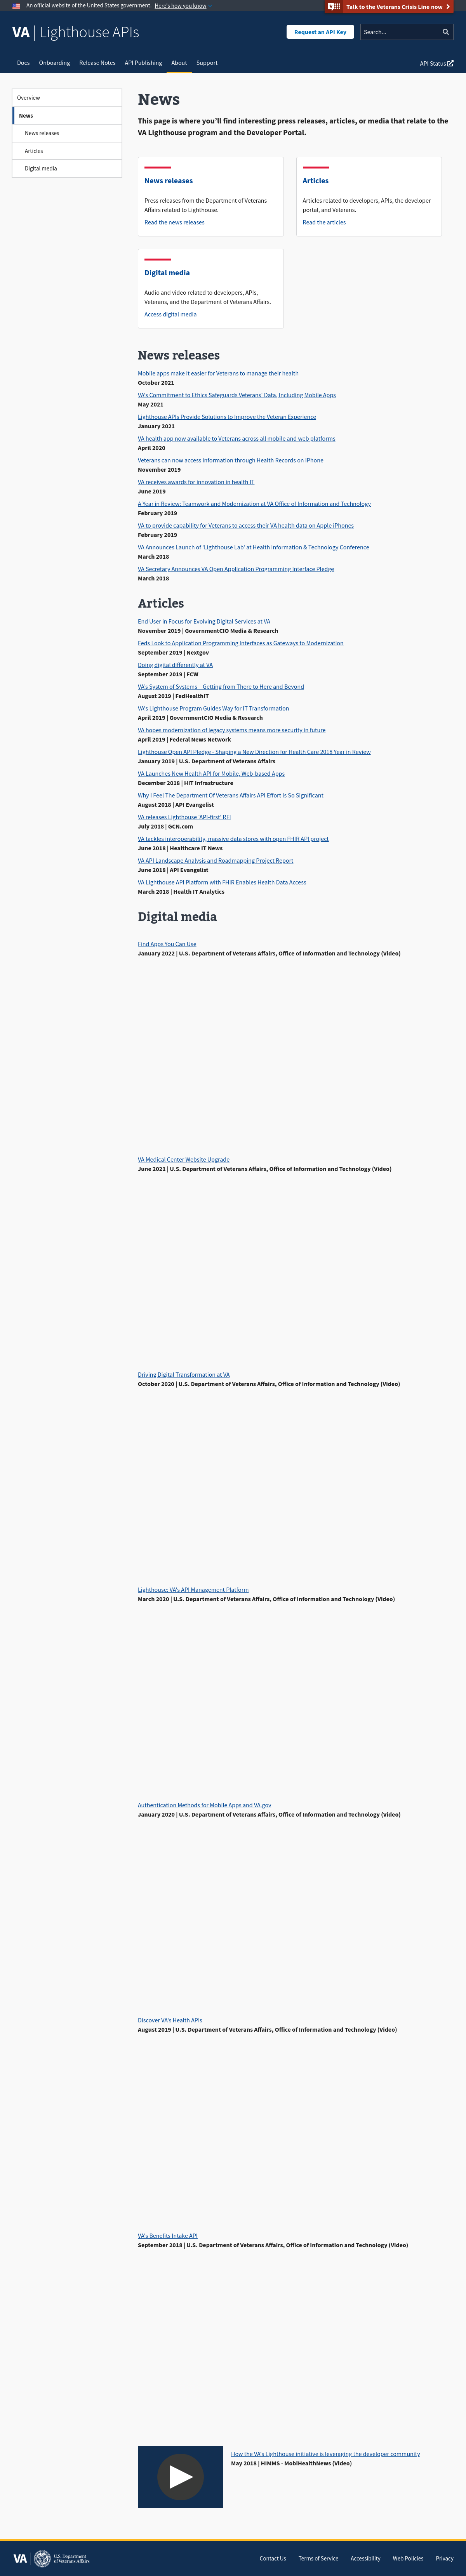 An official website of the United States government. Here's how you know
Talk to the Veterans Crisis Line now
VA | Lighthouse APIs
Request an API Key
Search...
Docs
Onboarding
Release Notes
API Publishing
About
Support
API Status
Overview
News
News releases
Articles
Digital media
News
This page is where you'll find interesting press releases, articles, or media that relate to the
VA Lighthouse program and the Developer Portal.
News releases
Press releases from the Department of Veterans
Affairs related to Lighthouse.
Read the news releases
Articles
Articles related to developers, APIs, the developer
portal, and Veterans.
Read the articles
Digital media
Audio and video related to developers, APIs,
Veterans, and the Department of Veterans Affairs.
Access digital media
News releases
Mobile apps make it easier for Veterans to manage their health
October 2021
VA's Commitment to Ethics Safeguards Veterans' Data, Including Mobile Apps
May 2021
Lighthouse APIs Provide Solutions to Improve the Veteran Experience
January 2021
VA health app now available to Veterans across all mobile and web platforms
April 2020
Veterans can now access information through Health Records on iPhone
November 2019
VA receives awards for innovation in health IT
June 2019
A Year in Review: Teamwork and Modernization at VA Office of Information and Technology
February 2019
VA to provide capability for Veterans to access their VA health data on Apple iPhones
February 2019
VA Announces Launch of 'Lighthouse Lab' at Health Information & Technology Conference
March 2018
VA Secretary Announces VA Open Application Programming Interface Pledge
March 2018
Articles
End User in Focus for Evolving Digital Services at VA
November 2019 | GovernmentCIO Media & Research
Feds Look to Application Programming Interfaces as Gateways to Modernization
September 2019 | Nextgov
Doing digital differently at VA
September 2019 | FCW
VA's System of Systems – Getting from There to Here and Beyond
August 2019 | FedHealthIT
VA's Lighthouse Program Guides Way for IT Transformation
April 2019 | GovernmentCIO Media & Research
VA hopes modernization of legacy systems means more security in future
April 2019 | Federal News Network
Lighthouse Open API Pledge - Shaping a New Direction for Health Care 2018 Year in Review
January 2019 | U.S. Department of Veterans Affairs
VA Launches New Health API for Mobile, Web-based Apps
December 2018 | HIT Infrastructure
Why I Feel The Department Of Veterans Affairs API Effort Is So Significant
August 2018 | API Evangelist
VA releases Lighthouse 'API-first' RFI
July 2018 | GCN.com
VA tackles interoperability, massive data stores with open FHIR API project
June 2018 | Healthcare IT News
VA API Landscape Analysis and Roadmapping Project Report
June 2018 | API Evangelist
VA Lighthouse API Platform with FHIR Enables Health Data Access
March 2018 | Health IT Analytics
Digital media
Find Apps You Can Use
January 2022 | U.S. Department of Veterans Affairs, Office of Information and Technology (Video)
VA Medical Center Website Upgrade
June 2021 | U.S. Department of Veterans Affairs, Office of Information and Technology (Video)
Driving Digital Transformation at VA
October 2020 | U.S. Department of Veterans Affairs, Office of Information and Technology (Video)
Lighthouse: VA's API Management Platform
March 2020 | U.S. Department of Veterans Affairs, Office of Information and Technology (Video)
Authentication Methods for Mobile Apps and VA.gov
January 2020 | U.S. Department of Veterans Affairs, Office of Information and Technology (Video)
Discover VA's Health APIs
August 2019 | U.S. Department of Veterans Affairs, Office of Information and Technology (Video)
VA's Benefits Intake API
September 2018 | U.S. Department of Veterans Affairs, Office of Information and Technology (Video)
How the VA's Lighthouse initiative is leveraging the developer community
May 2018 | HIMMS - MobiHealthNews (Video)
VA
U.S. Department
of Veterans Affairs
Contact Us
Terms of Service
Accessibility
Web Policies
Privacy